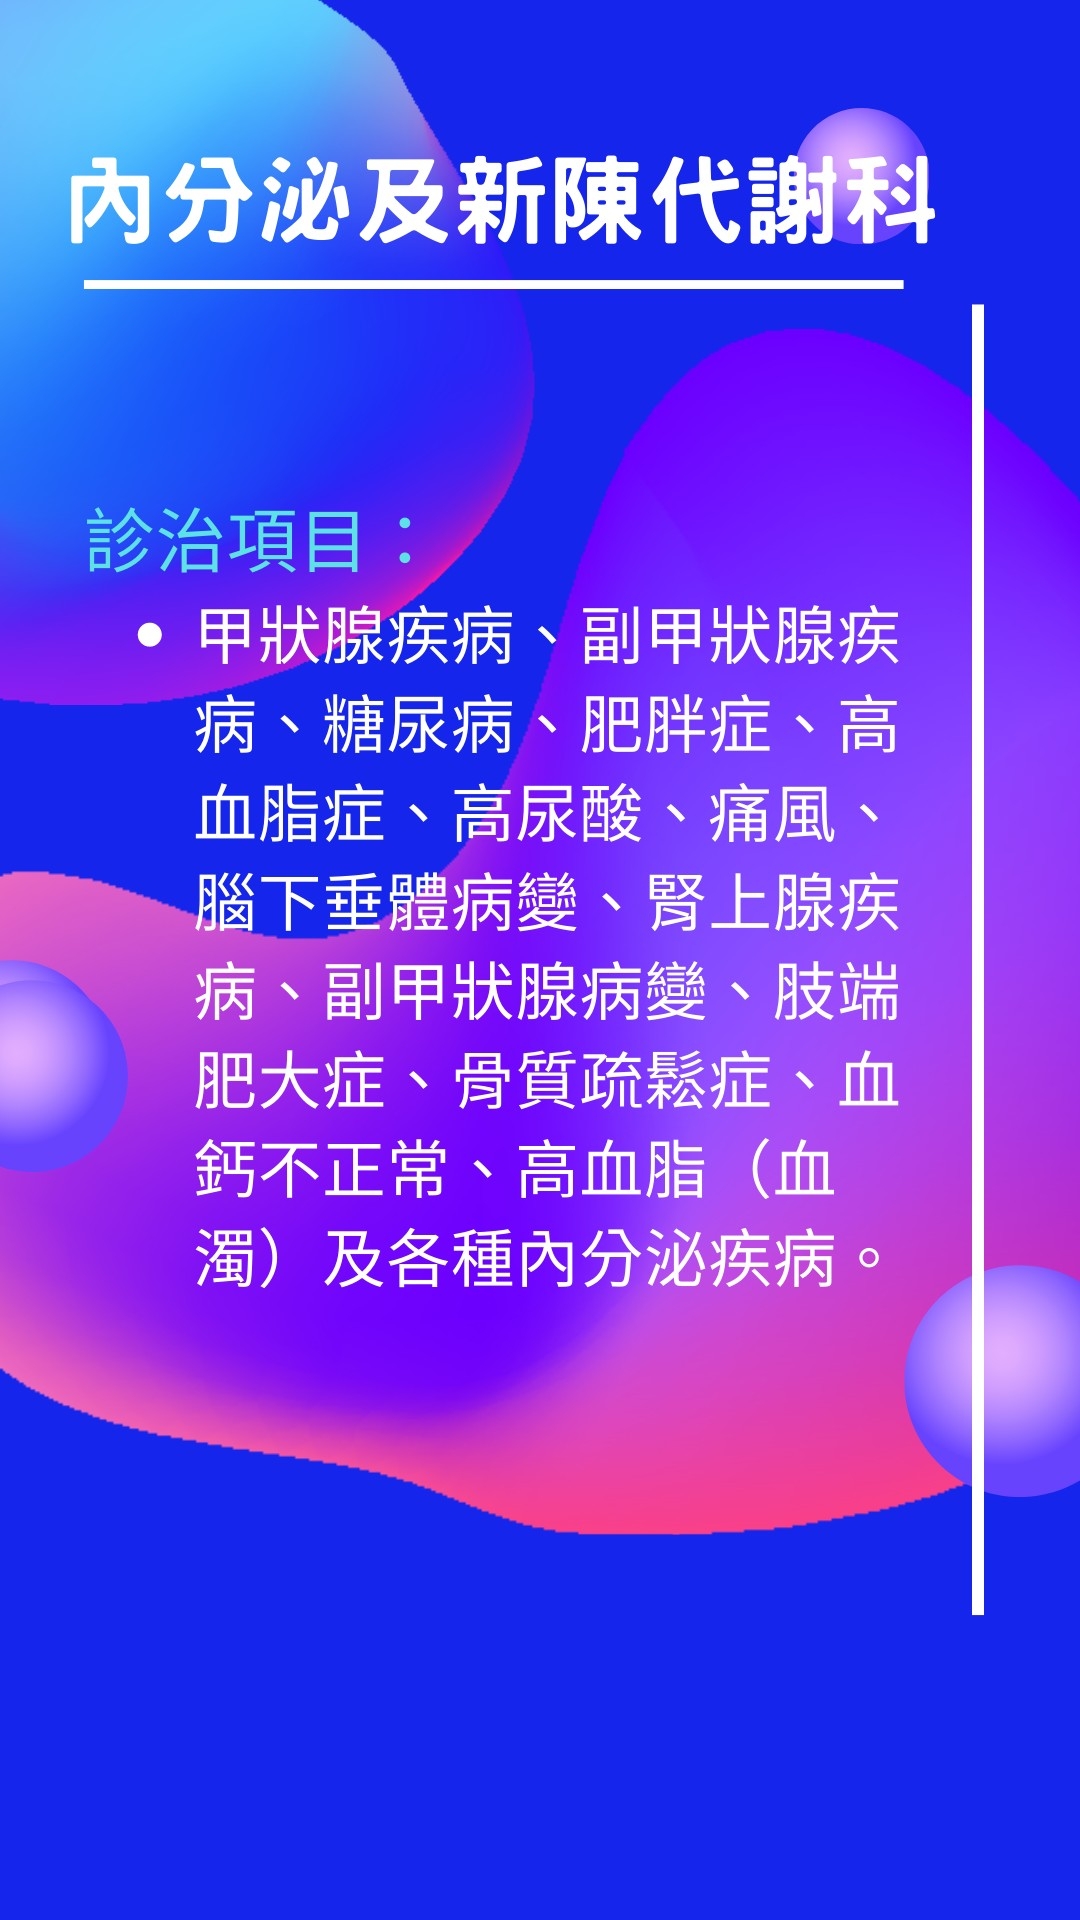 內分泌及新陳代謝科
診治項目：
• 甲狀腺疾病、副甲狀腺疾
病、糖尿病、肥胖症、高
血脂症、高尿酸、痛風、
腦下垂體病變、腎上腺疾
病、副甲狀腺病變、肢端
肥大症、骨質疏鬆症、血
鈣不正常、高血脂（血
濁）及各種內分泌疾病。